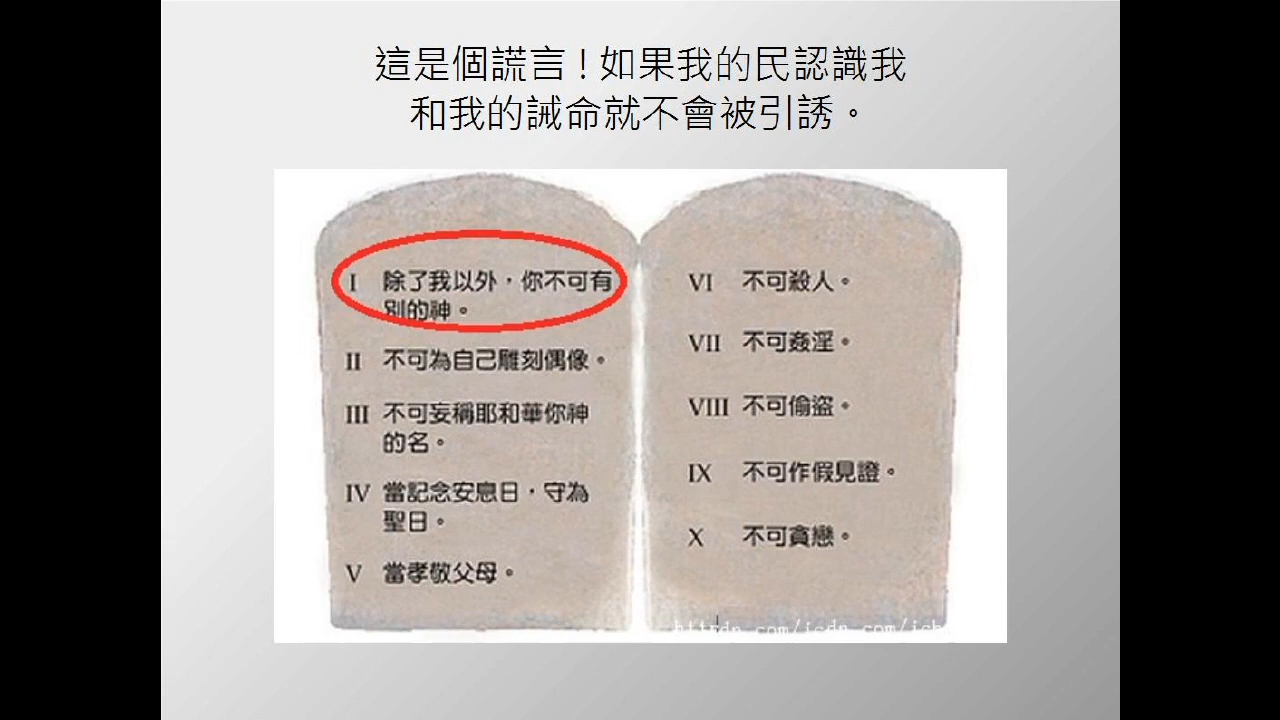 這是個謊言！如果我的民認識我
和我的誡命就不會被引誘。
I 除了我以外，你不可有
別的神。
II 不可為自己雕刻偶像。
III 不可妄稱耶和華你神
的名。
IV 當記念安息日，守為
聖日。
V 當孝敬父母。
VI 不可殺人。
VII 不可姦淫。
VIII 不可偷盜。
IX 不可作假見證。
X 不可貪戀。